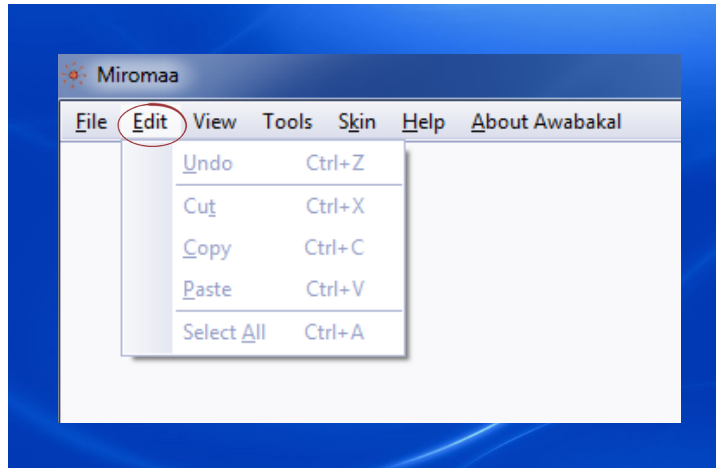 Miromaa
File Edit View Tools Skin Help About Awabakal
Undo Ctrl+Z
Cut Ctrl+X
Copy Ctrl+C
Paste Ctrl+V
Select All Ctrl+A